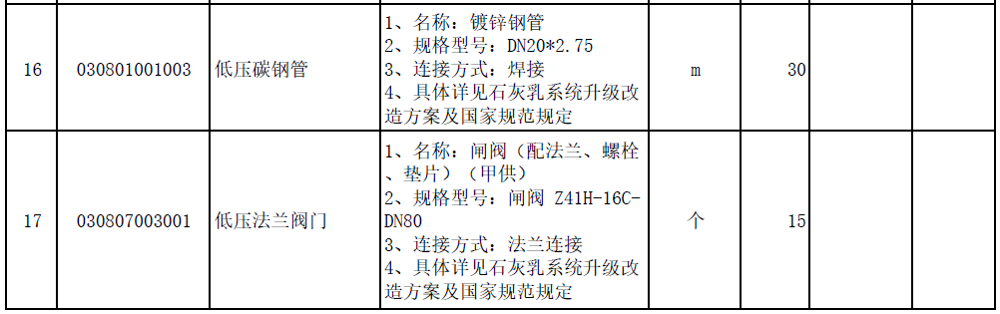 16
030801001003
低压碳钢管
1、名称：镀锌钢管
2、规格型号：DN20*2.75
3、连接方式：焊接
4、具体详见石灰乳系统升级改
造方案及国家规范规定
m
30
17
030807003001
低压法兰阀门
1、名称：闸阀（配法兰、螺栓
、垫片）（甲供）
2、规格型号：闸阀 Z41H-16C-
DN80
3、连接方式：法兰连接
4、具体详见石灰乳系统升级改
造方案及国家规范规定
个
15